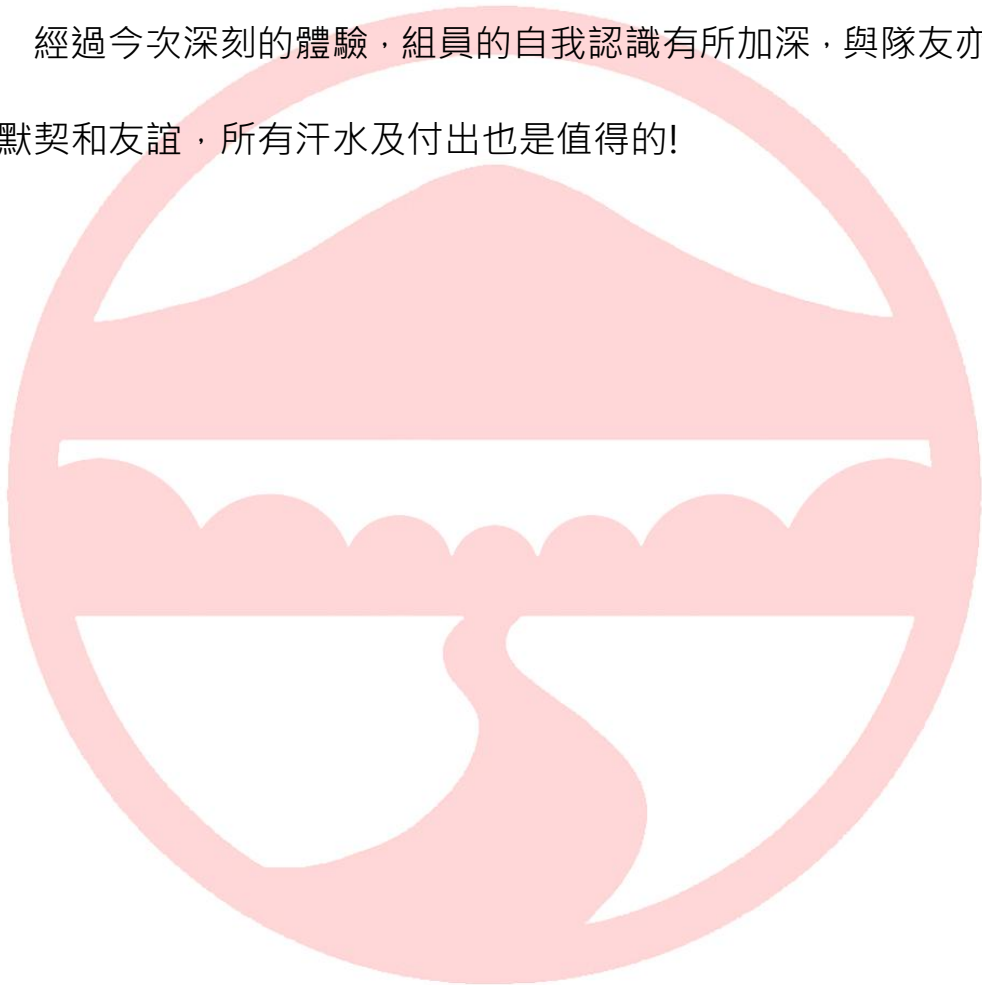 經過今次深刻的體驗，組員的自我認識有所加深，與隊友亦
默契和友誼，所有汗水及付出也是值得的!